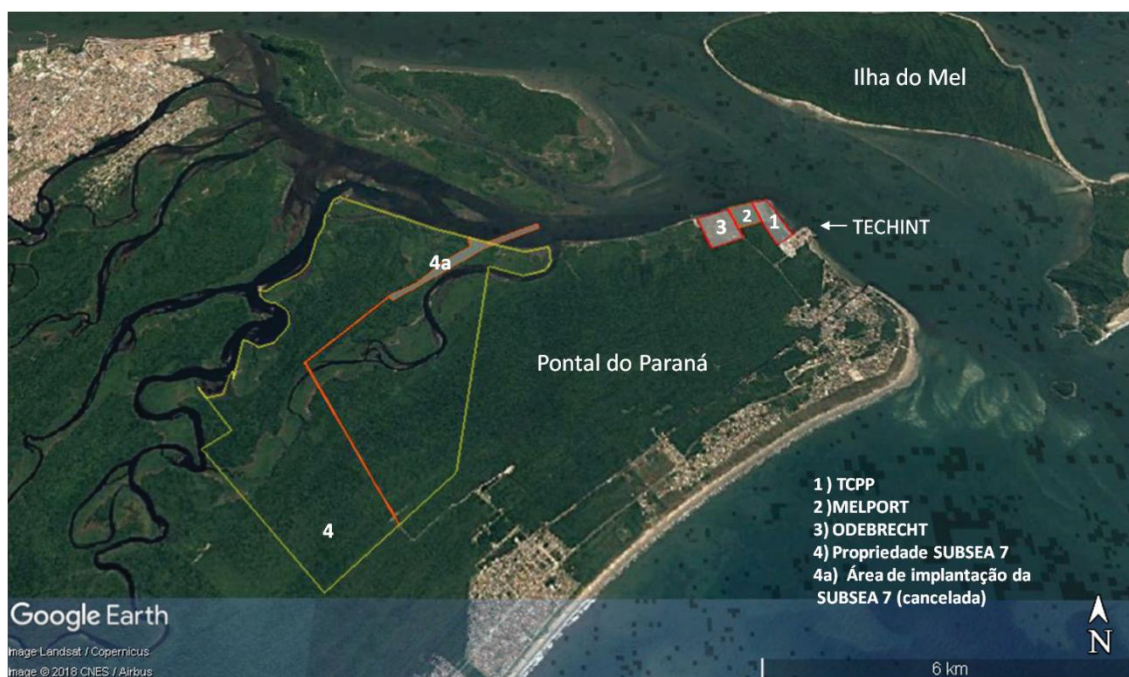 Ilha do Mel
3
2
1
← TECHINT
4a
Pontal do Paraná
1 ) TCPP
2 )MELPORT
3) ODEBRECHT
4) Propriedade SUBSEA 7
4a) Área de implantação da
SUBSEA 7 (cancelada)
4
Google Earth
Image Landsat / Copernicus
Image © 2018 CNES / Airbus
N
6 km